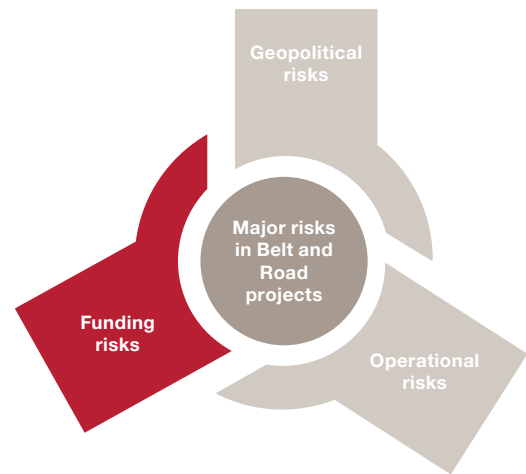 Geopolitical
risks
Major risks
in Belt and
Road
projects
Funding
risks
Operational
risks